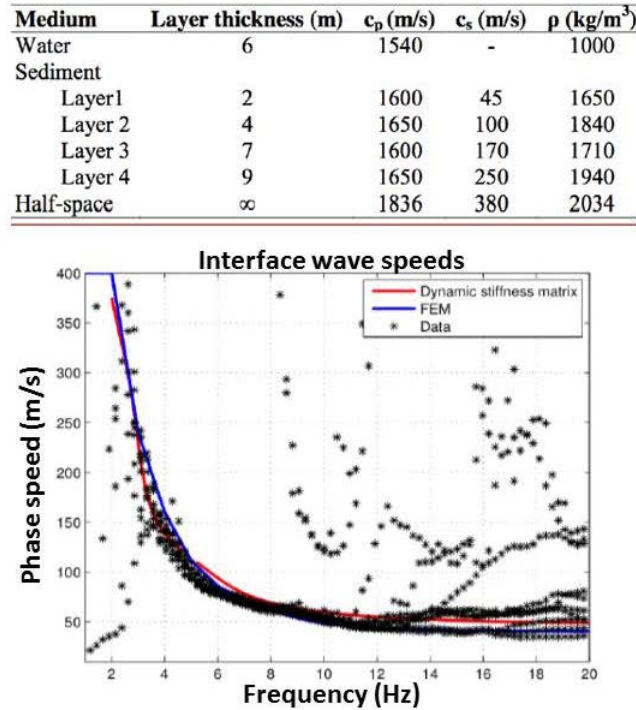 Medium Layer thickness (m) cp (m/s) cs (m/s) ρ (kg/m³)
Water 6 1540 - 1000
Sediment
Layer1 2 1600 45 1650
Layer 2 4 1650 100 1840
Layer 3 7 1600 170 1710
Layer 4 9 1650 250 1940
Half-space ∞ 1836 380 2034
Interface wave speeds
Dynamic stiffness matrix
FEM
Data
400
350
300
250
200
150
100
50
Phase speed (m/s)
2 4 6 8 10 12 14 16 18 20
Frequency (Hz)